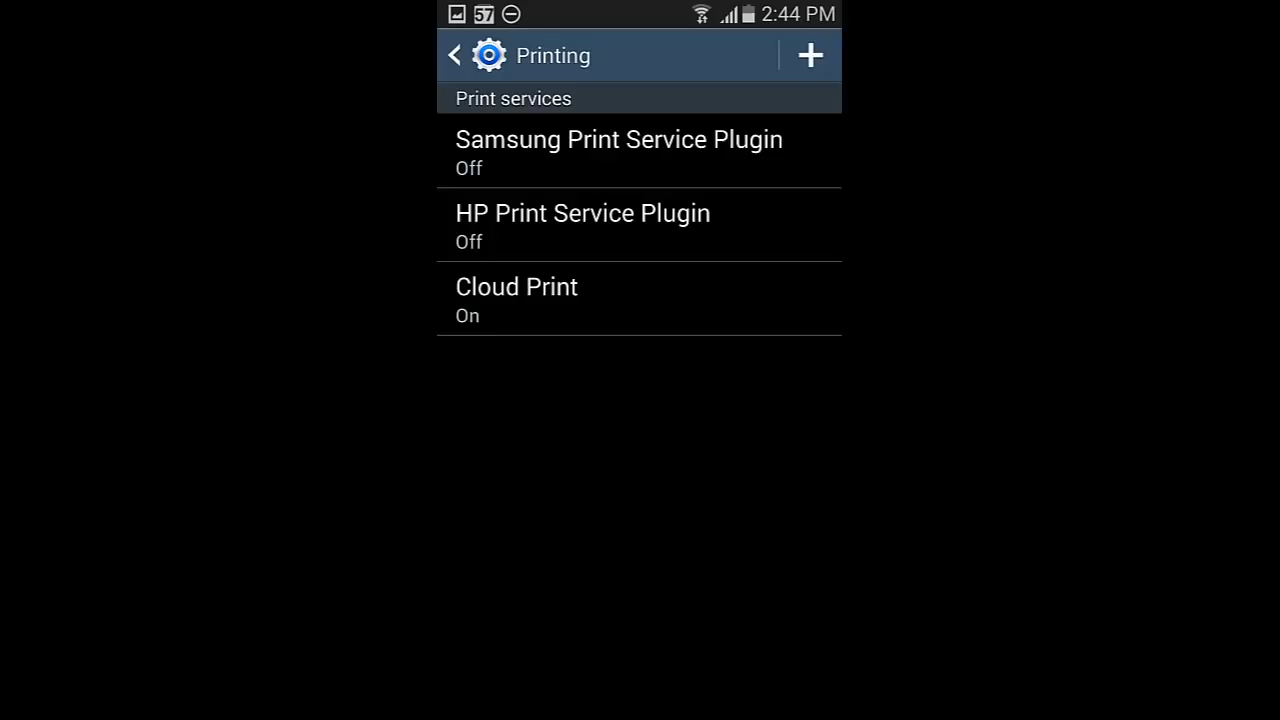 57 2:44 PM
Printing
Print services
Samsung Print Service Plugin
Off
HP Print Service Plugin
Off
Cloud Print
On